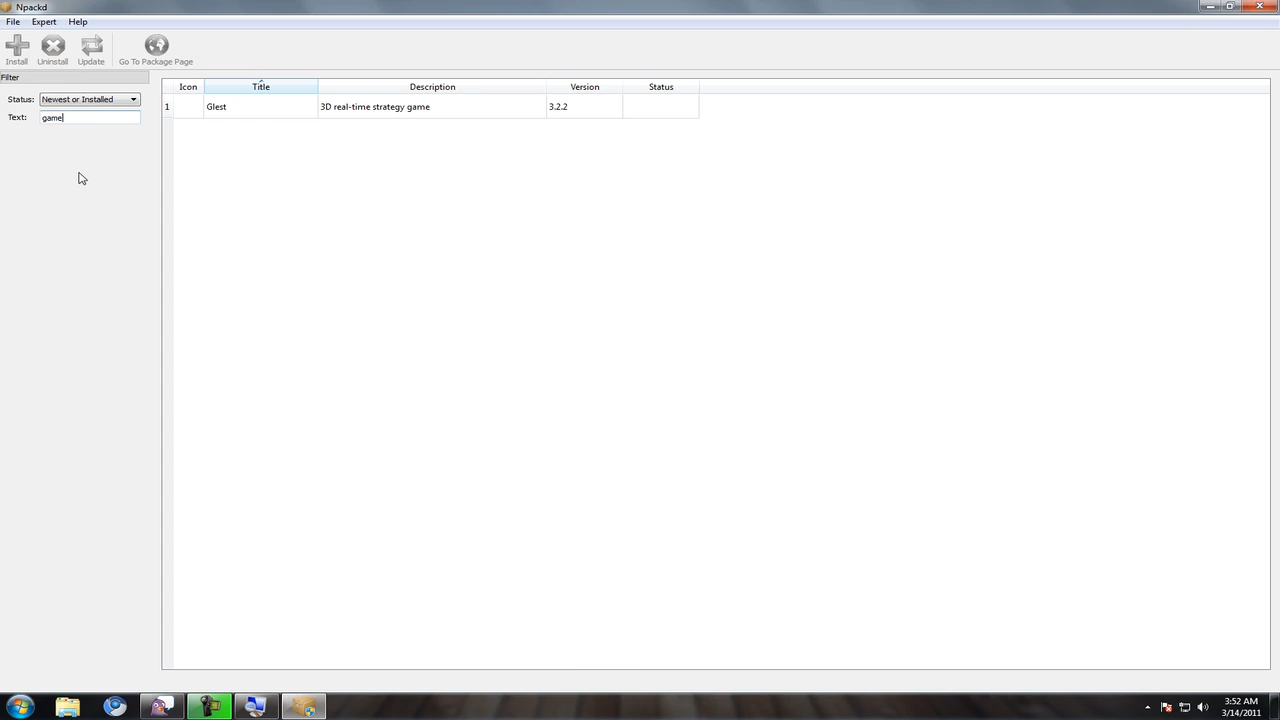 Npackd
File Expert Help
Install Uninstall Update Go To Package Page
Filter
Status: Newest or Installed
Text: game
Icon Title Description Version Status
1 Glest 3D real-time strategy game 3.2.2
3:52 AM
3/14/2011